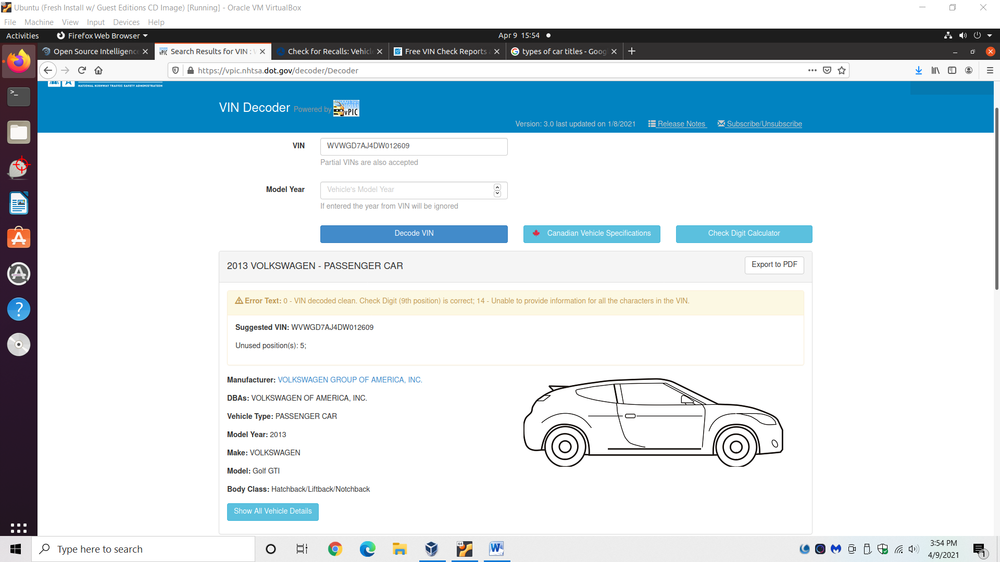 Ubuntu (Fresh Install w/ Guest Editions CD Image) [Running] - Oracle VM VirtualBox
File Machine View Input Devices Help
Activities Firefox Web Browser Apr 9 15:54
Open Source Intelligence Search Results for VIN : Check for Recalls: Vehicl Free VIN Check Reports types of car titles - Goog
https://vpic.nhtsa.dot.gov/decoder/Decoder
NATIONAL HIGHWAY TRAFFIC SAFETY ADMINISTRATION
VIN Decoder Powered by vPIC
Version: 3.0 last updated on 1/8/2021 Release Notes Subscribe/Unsubscribe
VIN WVWGD7AJ4DW012609
Partial VINs are also accepted
Model Year Vehicle's Model Year
If entered the year from VIN will be ignored
Decode VIN Canadian Vehicle Specifications Check Digit Calculator
2013 VOLKSWAGEN - PASSENGER CAR Export to PDF
Error Text: 0 - VIN decoded clean. Check Digit (9th position) is correct; 14 - Unable to provide information for all the characters in the VIN.
Suggested VIN: WVWGD7AJ4DW012609
Unused position(s): 5;
Manufacturer: VOLKSWAGEN GROUP OF AMERICA, INC.
DBAs: VOLKSWAGEN OF AMERICA, INC.
Vehicle Type: PASSENGER CAR
Model Year: 2013
Make: VOLKSWAGEN
Model: Golf GTI
Body Class: Hatchback/Liftback/Notchback
Show All Vehicle Details
Type here to search
3:54 PM
4/9/2021
1